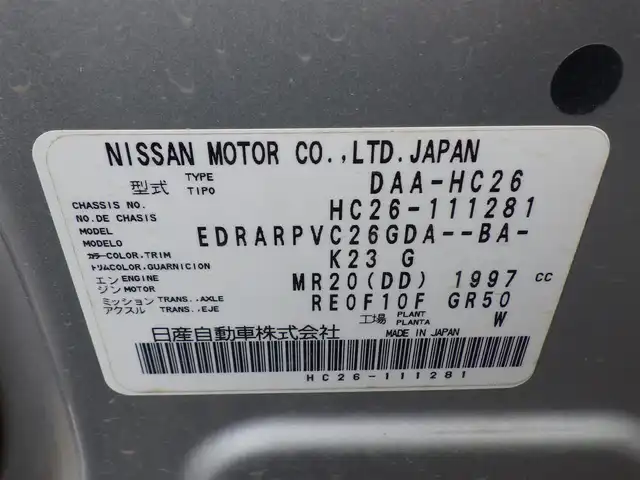 NISSAN MOTOR CO.,LTD.JAPAN
型式 TYPE TIPO DAA-HC26
CHASSIS NO. NO.DE CHASIS HC26-111281
MODEL MODELO EDRARPVC26GDA--BA-
カラーCOLOR,TRIM トリムCOLOR,GUARNICION K23 G
エンジン ENGINE MOTOR MR20(DD) 1997 CC
ミッション TRANS.,AXLE アクスル TRANS.,EJE RE0F10F GR50
工場 PLANT PLANTA W
日産自動車株式会社 MADE IN JAPAN
HC26-111281